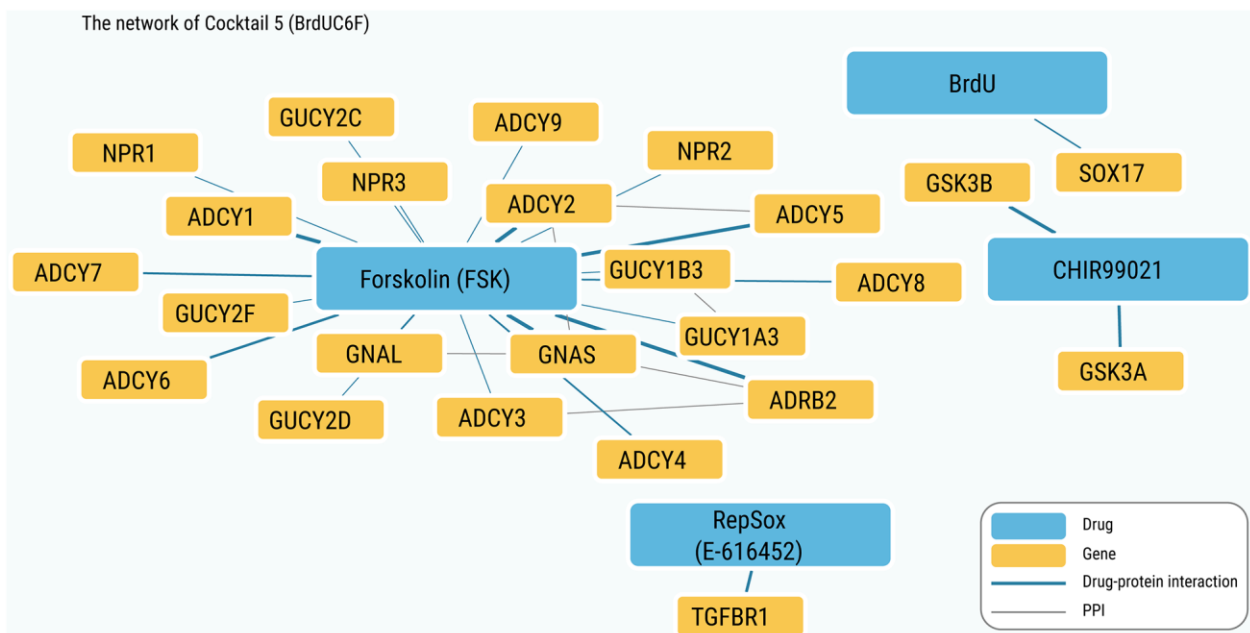 The network of Cocktail 5 (BrdUC6F)
BrdU
GUCY2C
ADCY9
NPR1
NPR2
NPR3
GSK3B
SOX17
ADCY1
ADCY2
ADCY5
ADCY7
Forskolin (FSK)
GUCY1B3
ADCY8
CHIR99021
GUCY2F
GUCY1A3
GNAL
GNAS
ADCY6
GSK3A
GUCY2D
ADCY3
ADRB2
ADCY4
RepSox
(E-616452)
TGFBR1
Drug
Gene
Drug-protein interaction
PPI